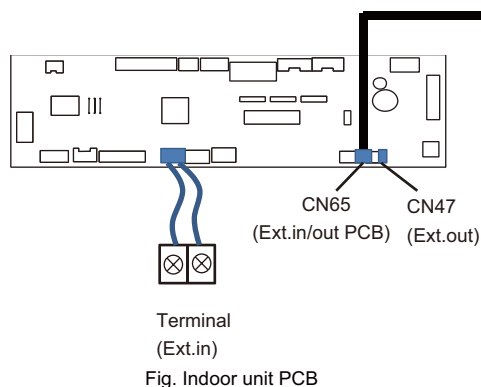 CN65
(Ext.in/out PCB)
CN47
(Ext.out)
Terminal
(Ext.in)
Fig. Indoor unit PCB